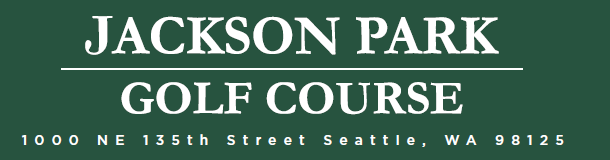 JACKSON PARK
GOLF COURSE
1000 NE 135th Street Seattle, WA 98125